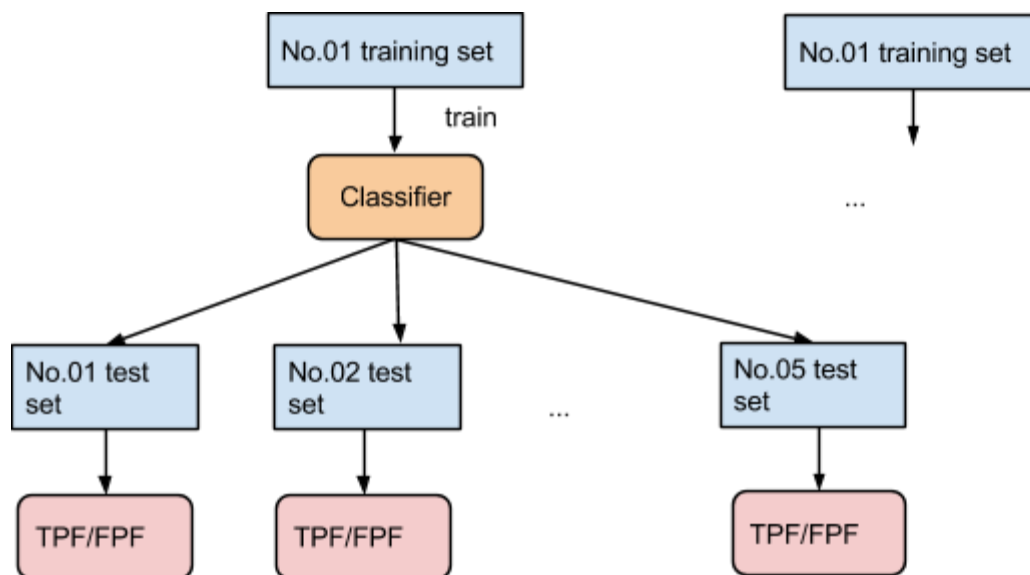 No.01 training set
No.01 training set
train
Classifier
...
No.01 test
set
No.02 test
set
...
No.05 test
set
TPF/FPF
TPF/FPF
TPF/FPF